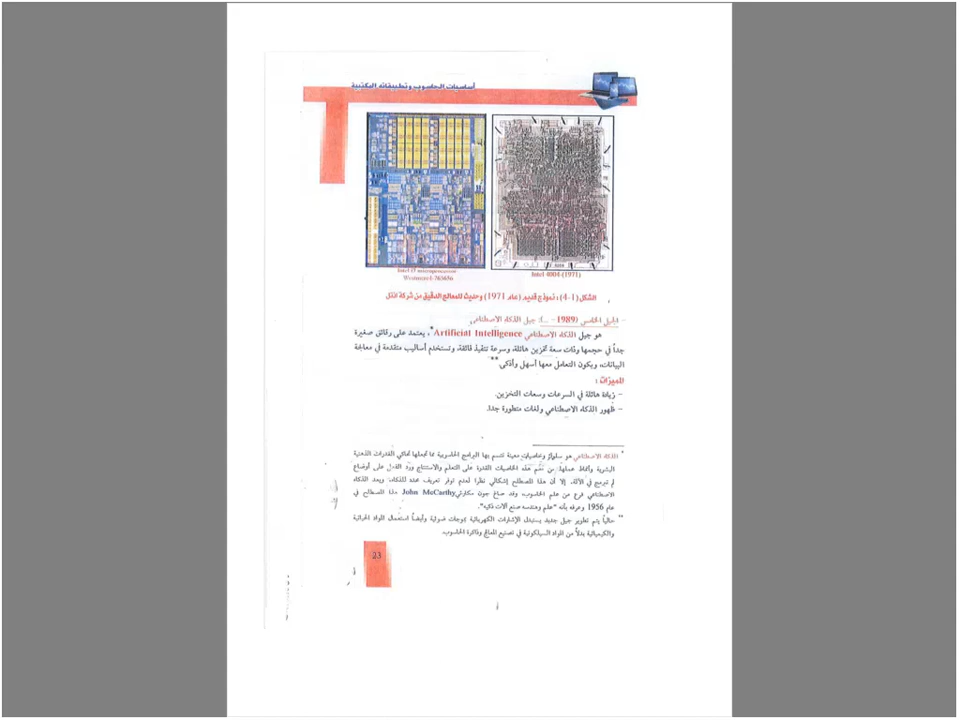 أساسيات الحاسوب وتطبيقاته المكتبية
Intel i7 microprocessor
Intel 4004 (1971)
الشكل (1-4): نموذج قديم (عام 1971) وحديث للمعالج الدقيق من شركة انتل
- الجيل الخامس (1989 - ...): جيل الذكاء الاصطناعي.
هو جيل الذكاء الاصطناعي Artificial Intelligence*، يعتمد على رقائق صغيرة
جداً في حجمها وذات سعة تخزين هائلة، وسرعة تنفيذ فائقة، وتستخدم أساليب متقدمة في معالجة
البيانات، ويكون التعامل معها أسهل وأذكى.**
المميزات:
- زيادة هائلة في السرعات وسعات التخزين.
- ظهور الذكاء الاصطناعي ولغات متطورة جداً.
* الذكاء الاصطناعي هو سلوك وخاصيات معينة تتسم بها البرامج الحاسوبية مما تجعلها تحاكي القدرات الذهنية
البشرية وأنماط عملها. من أهم هذه الخاصيات القدرة على التعلم والاستنتاج ورد الفعل على أوضاع
لم تبرمج في الآلة. إلا أن هذا المصطلح إشكالي نظراً لعدم توفر تعريف محدد للذكاء. ويعد الذكاء
الاصطناعي فرع من علم الحاسوب. وقد صاغ جون مكارثي John McCarthy هذا المصطلح في
عام 1956 وعرفه بأنه "علم وهندسة صنع آلات ذكية".
** حالياً يتم تطوير جيل جديد يستبدل الإشارات الكهربائية بموجات ضوئية وأيضاً استعمال المواد الحيوية
والكيميائية بدلاً من المواد السيلكونية في تصنيع المعالج وذاكرة الحاسوب.
23